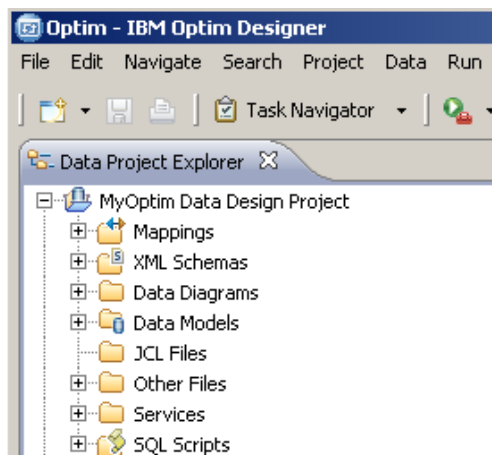 Optim - IBM Optim Designer
File Edit Navigate Search Project Data Run
Task Navigator
Data Project Explorer
MyOptim Data Design Project
Mappings
XML Schemas
Data Diagrams
Data Models
JCL Files
Other Files
Services
SQL Scripts